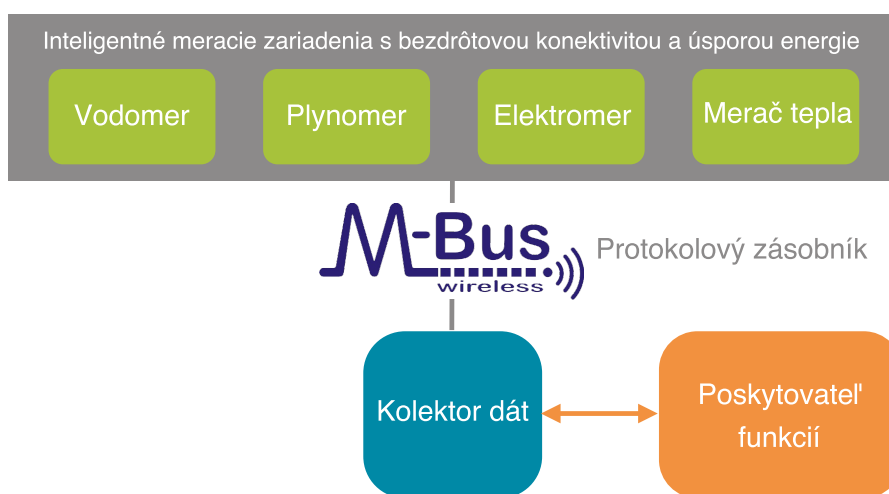 Inteligentné meracie zariadenia s bezdrôtovou konektivitou a úsporou energie
Vodomer
Plynomer
Elektromer
Merač tepla
M-Bus
wireless
Protokolový zásobník
Kolektor dát
Poskytovateľ
funkcií